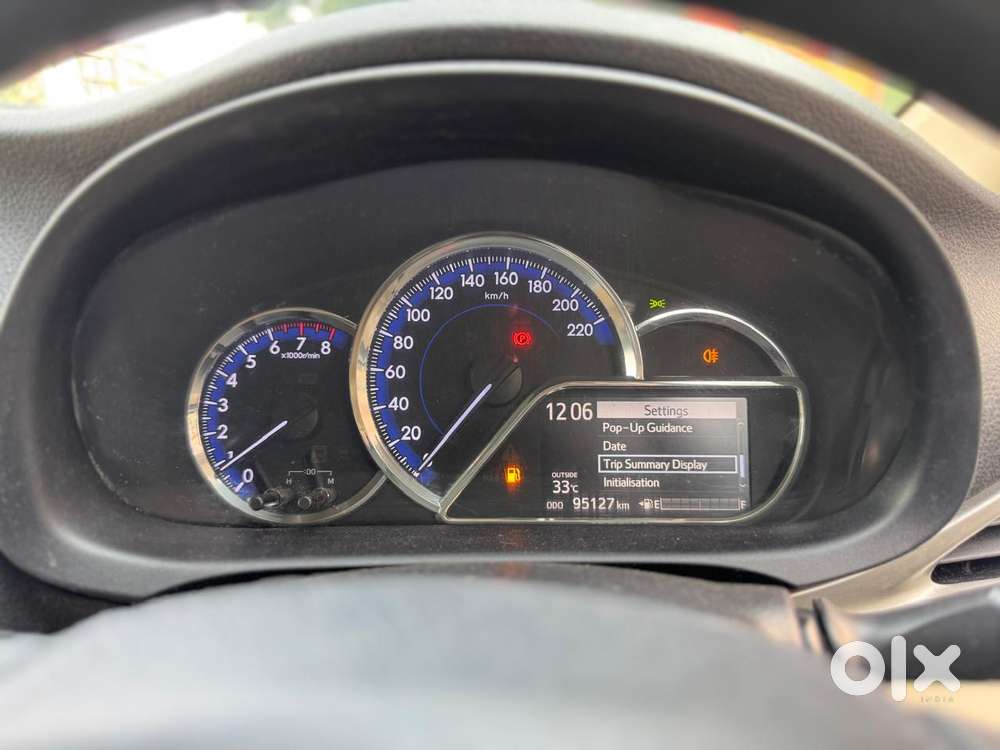 0 1 2 3 4 5 6 7 8
x1000r/min
:00
H M
0 20 40 60 80 100 120 140 160 180 200 220
km/h
P
12:06
Settings
Pop-Up Guidance
Date
Trip Summary Display
Initialisation
OUTSIDE
33°C
ODO 95127 km
E F
olx
INDIA